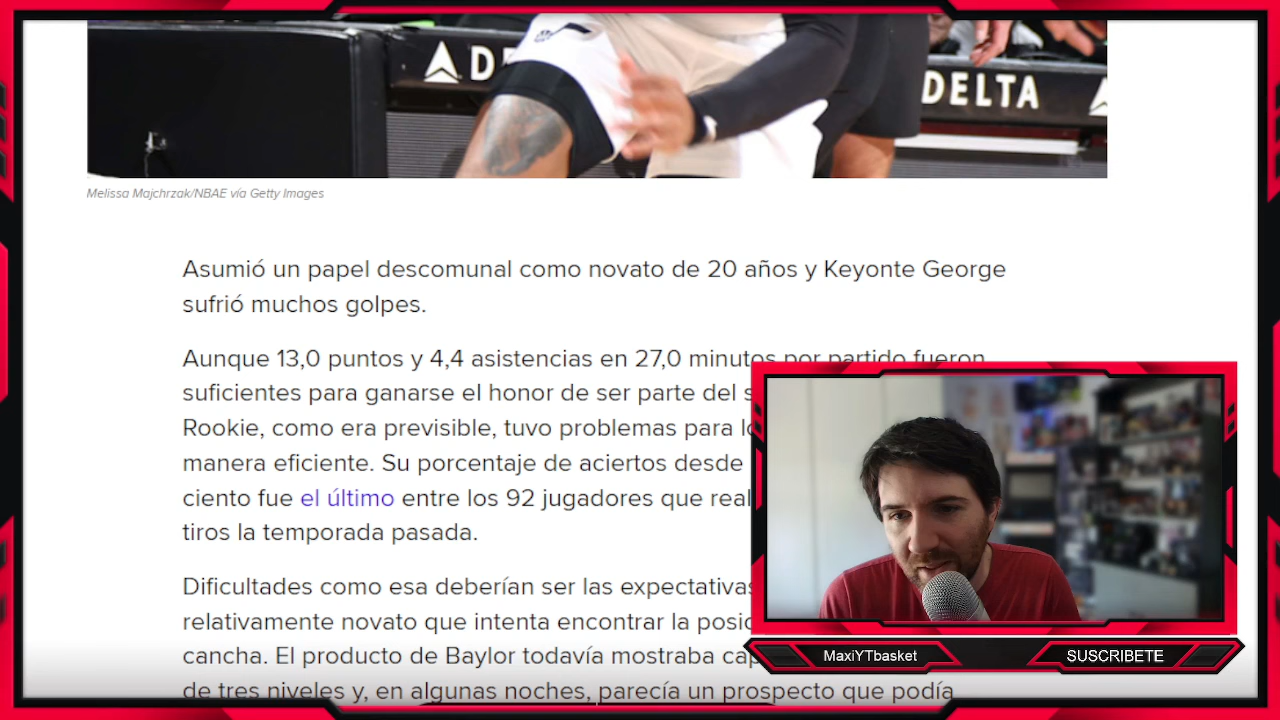 DELTA
Melissa Majchrzak/NBAE vía Getty Images
Asumió un papel descomunal como novato de 20 años y Keyonte George
sufrió muchos golpes.
Aunque 13,0 puntos y 4,4 asistencias en 27,0 minutos por partido fueron
suficientes para ganarse el honor de ser parte del
Rookie, como era previsible, tuvo problemas para
manera eficiente. Su porcentaje de aciertos desde
ciento fue el último entre los 92 jugadores que
tiros la temporada pasada.
Dificultades como esa deberían ser las expectativas
relativamente novato que intenta encontrar la
cancha. El producto de Baylor todavía mostraba
de tres niveles y, en algunas noches, parecía un prospecto que podía
MaxiYTbasket
SUSCRIBETE